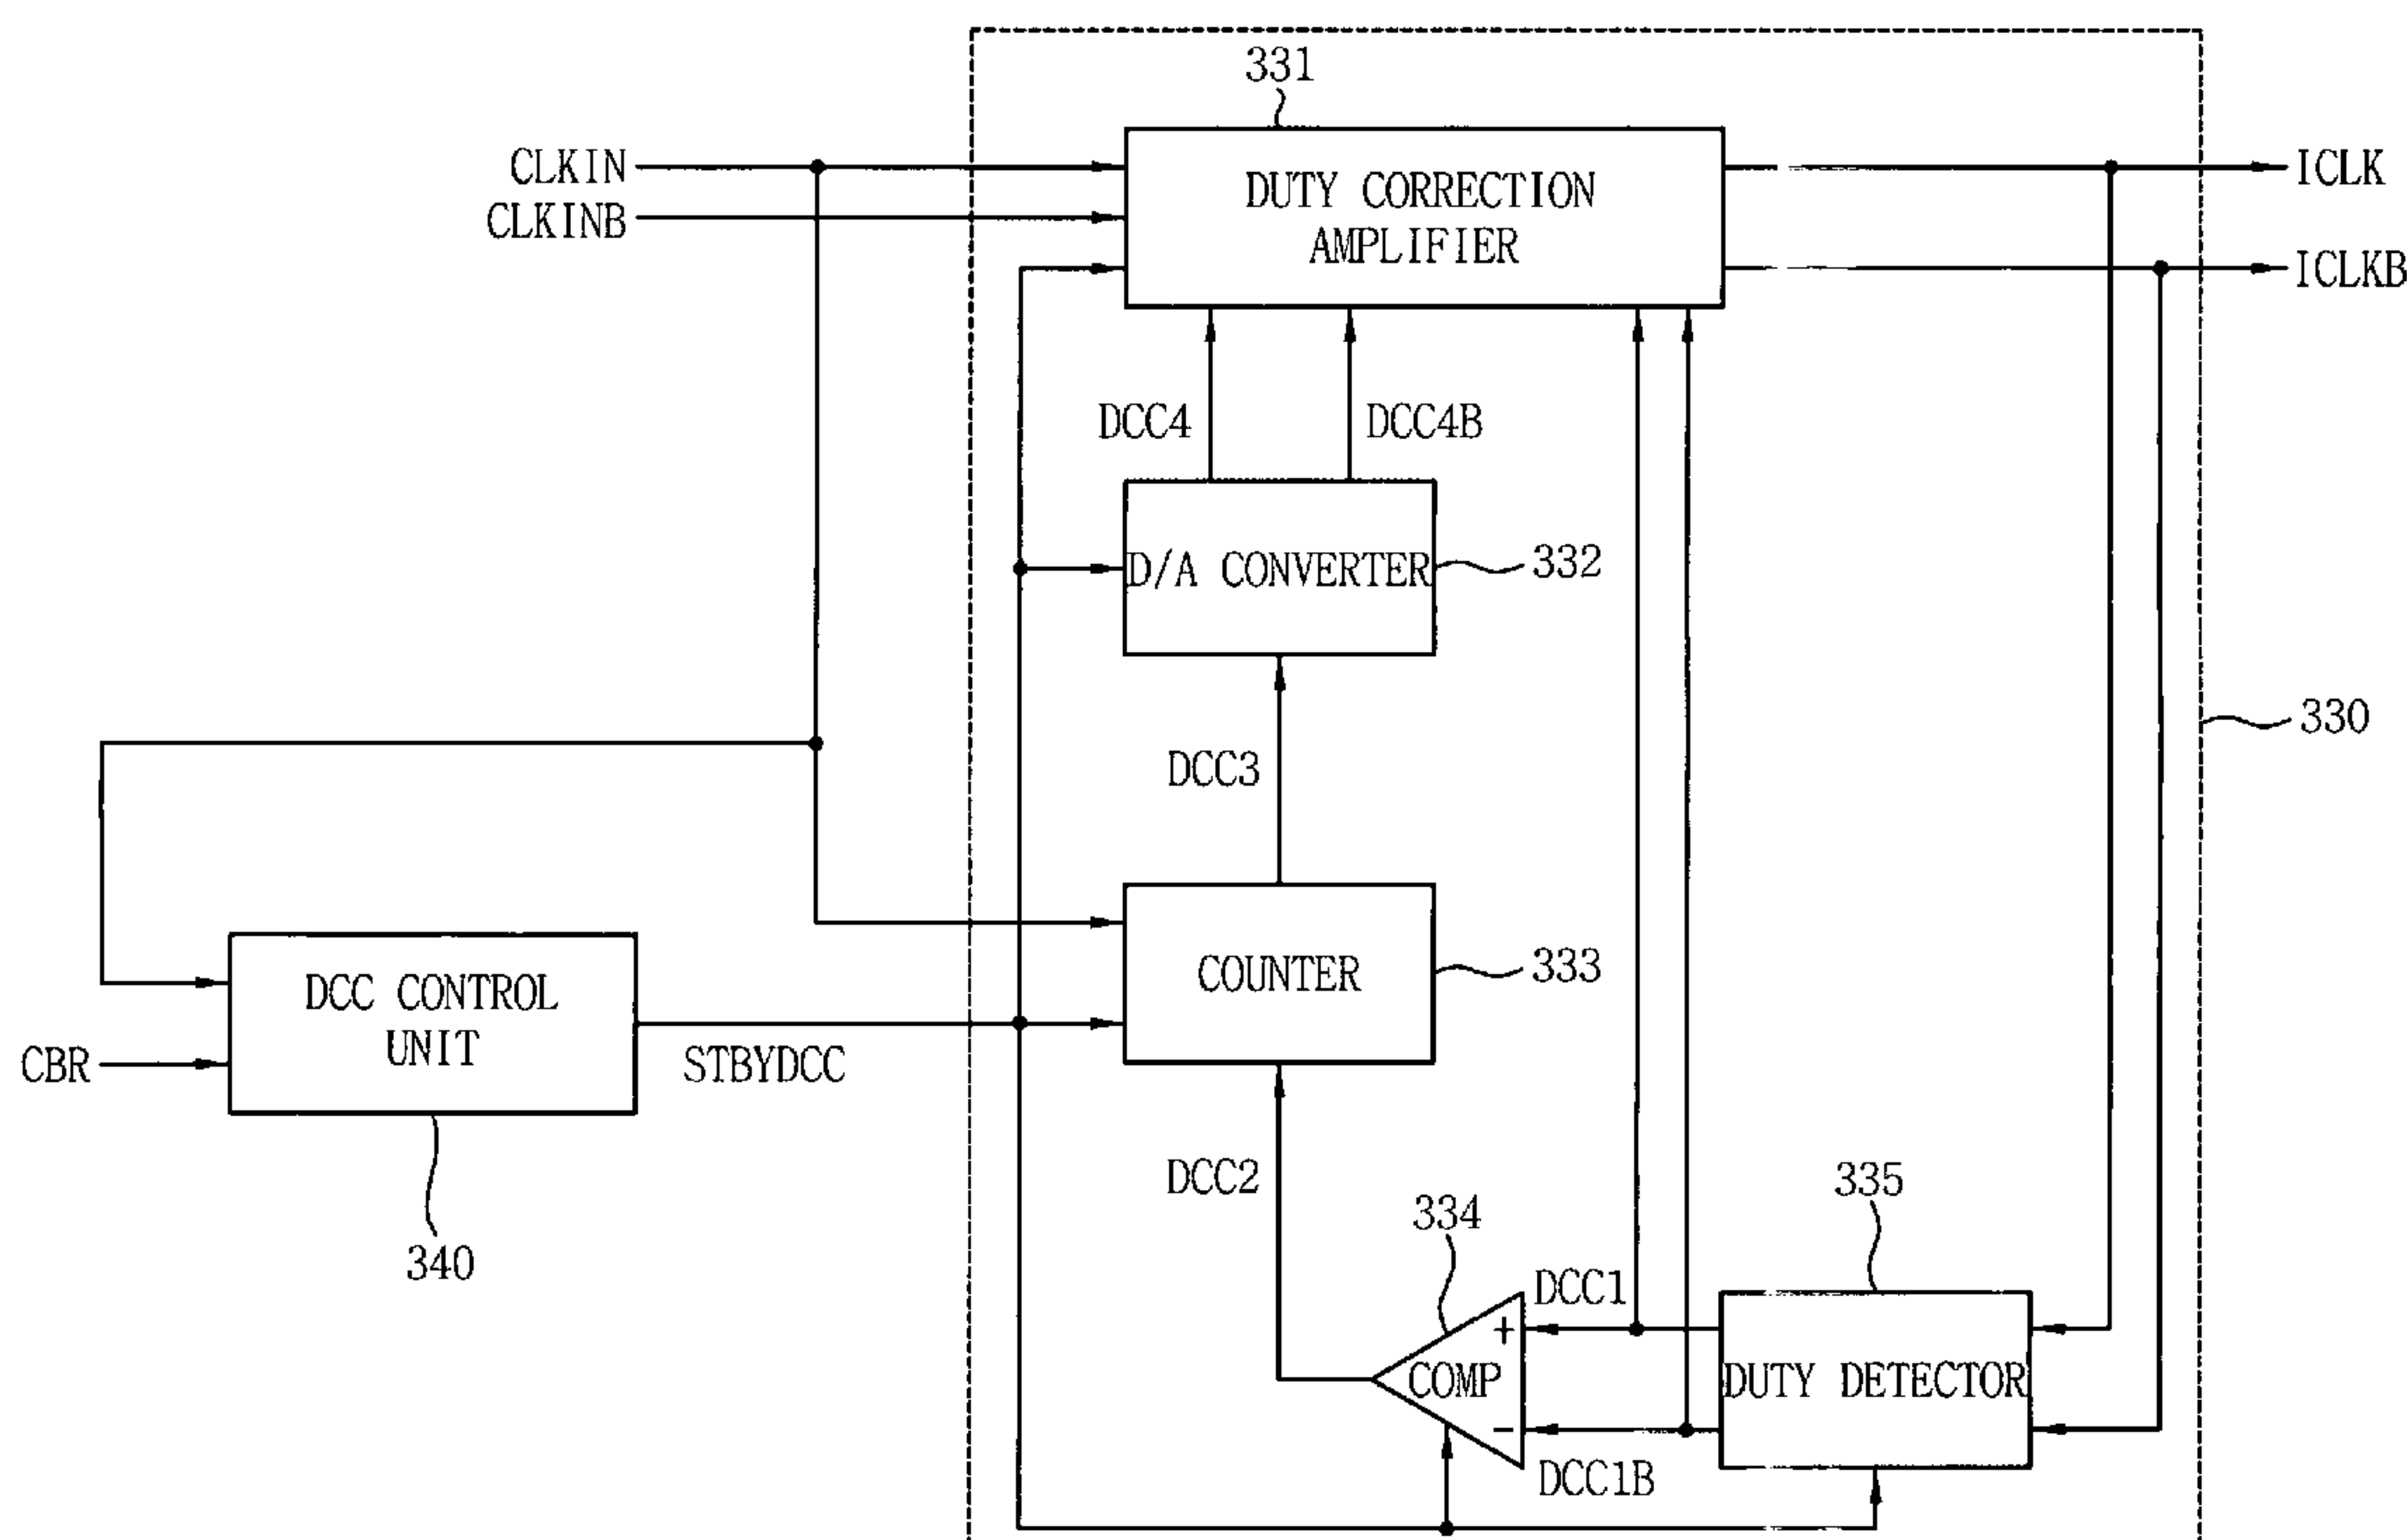 331
CLKIN
CLKINB
DUTY CORRECTION
AMPLIFIER
ICLK
ICLKB
DCC4
DCC4B
D/A CONVERTER
332
330
DCC3
DCC CONTROL
UNIT
COUNTER
333
CBR
STBYDCC
340
DCC2
334
335
DCC1
+
COMP
-
DUTY DETECTOR
DCC1B